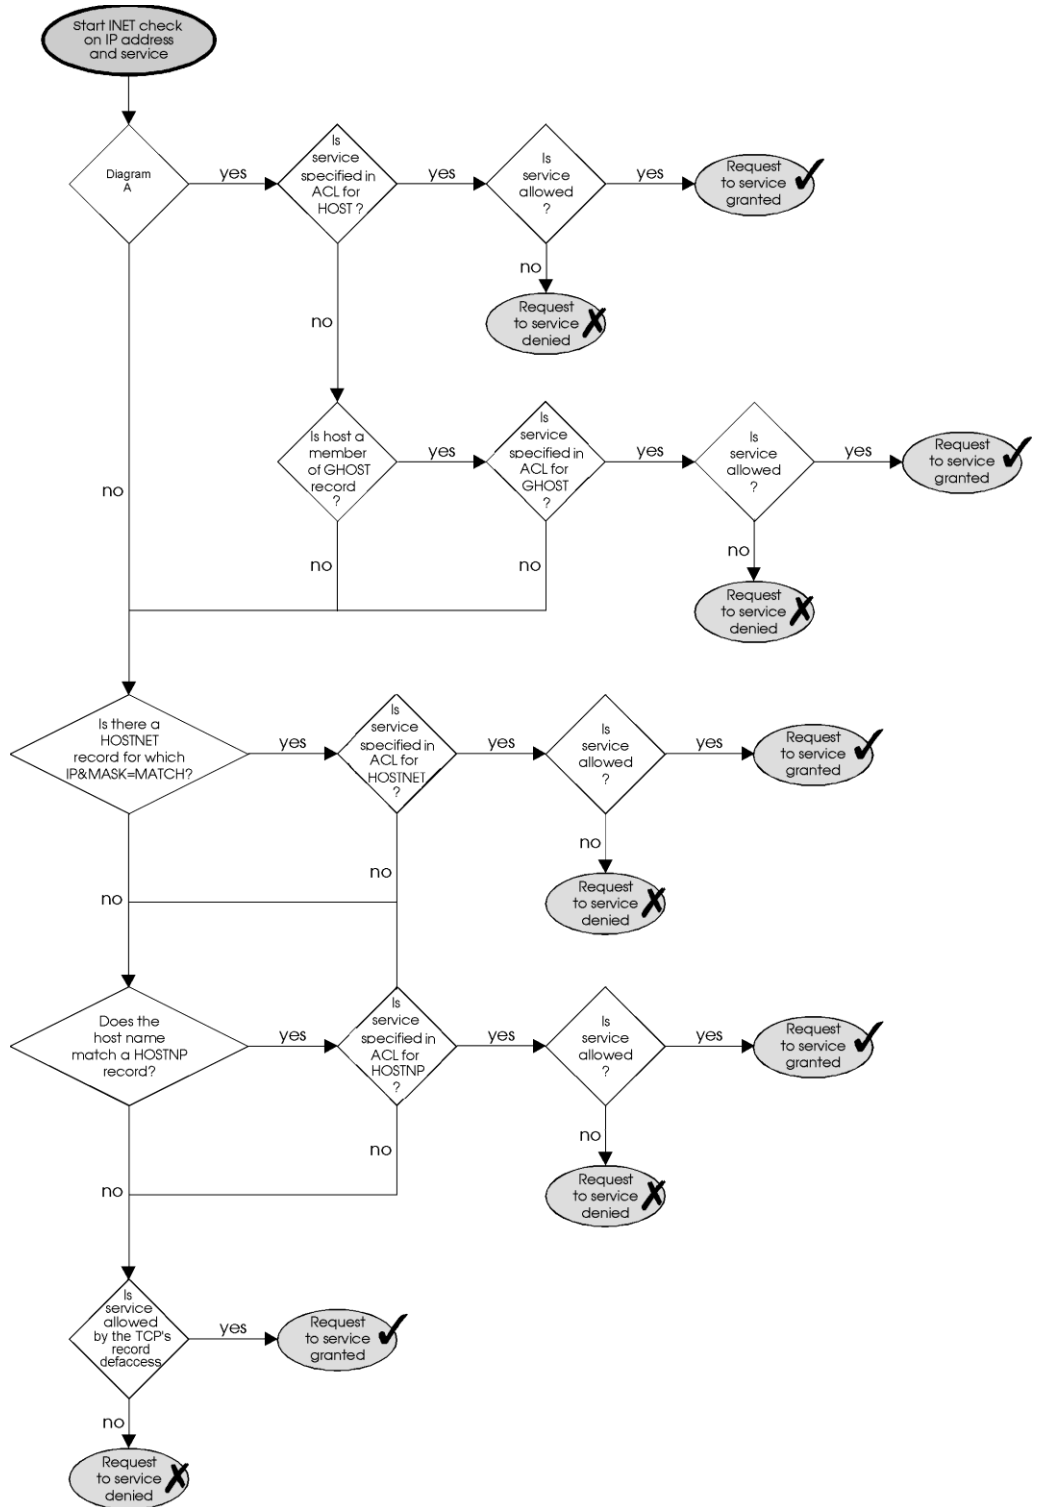 Start INET check
on IP address
and service
Diagram
A
yes
Is
service
specified in
ACL for
HOST ?
yes
Is
service
allowed
?
yes
Request
to service
granted
no
Request
to service
denied
no
no
Is host a
member
of GHOST
record
?
yes
Is
service
specified in
ACL for
GHOST
?
yes
Is
service
allowed
?
yes
Request
to service
granted
no
no
no
Request
to service
denied
Is there a
HOSTNET
record for which
IP&MASK=MATCH?
yes
Is
service
specified in
ACL for
HOSTNET
?
yes
Is
service
allowed
?
yes
Request
to service
granted
no
no
no
Request
to service
denied
Does the
host name
match a HOSTNP
record?
yes
Is
service
specified in
ACL for
HOSTNP
?
yes
Is
service
allowed
?
yes
Request
to service
granted
no
no
no
Request
to service
denied
Is
service
allowed
by the TCP's
record
defaccess
yes
Request
to service
granted
no
Request
to service
denied